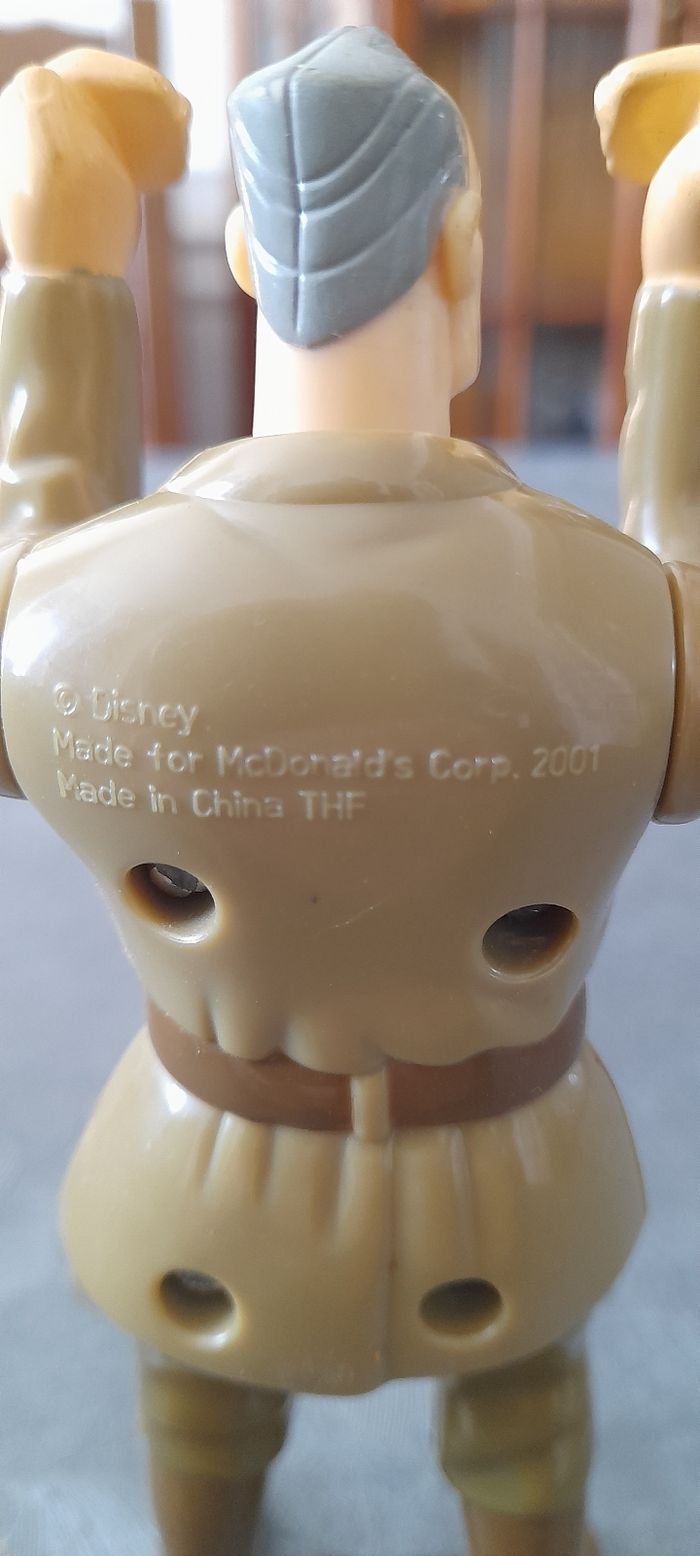 © Disney
Made for McDonald's Corp. 2001
Made in China THF